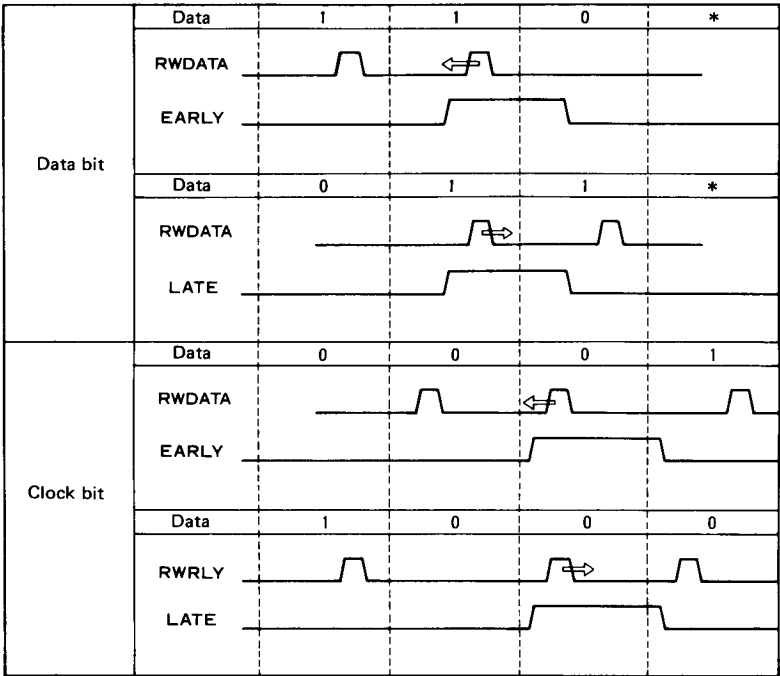 Data 1 1 0 *
RWDATA
EARLY
Data bit
Data 0 1 1 *
RWDATA
LATE
Data 0 0 0 1
RWDATA
EARLY
Clock bit
Data 1 0 0 0
RWRLY
LATE